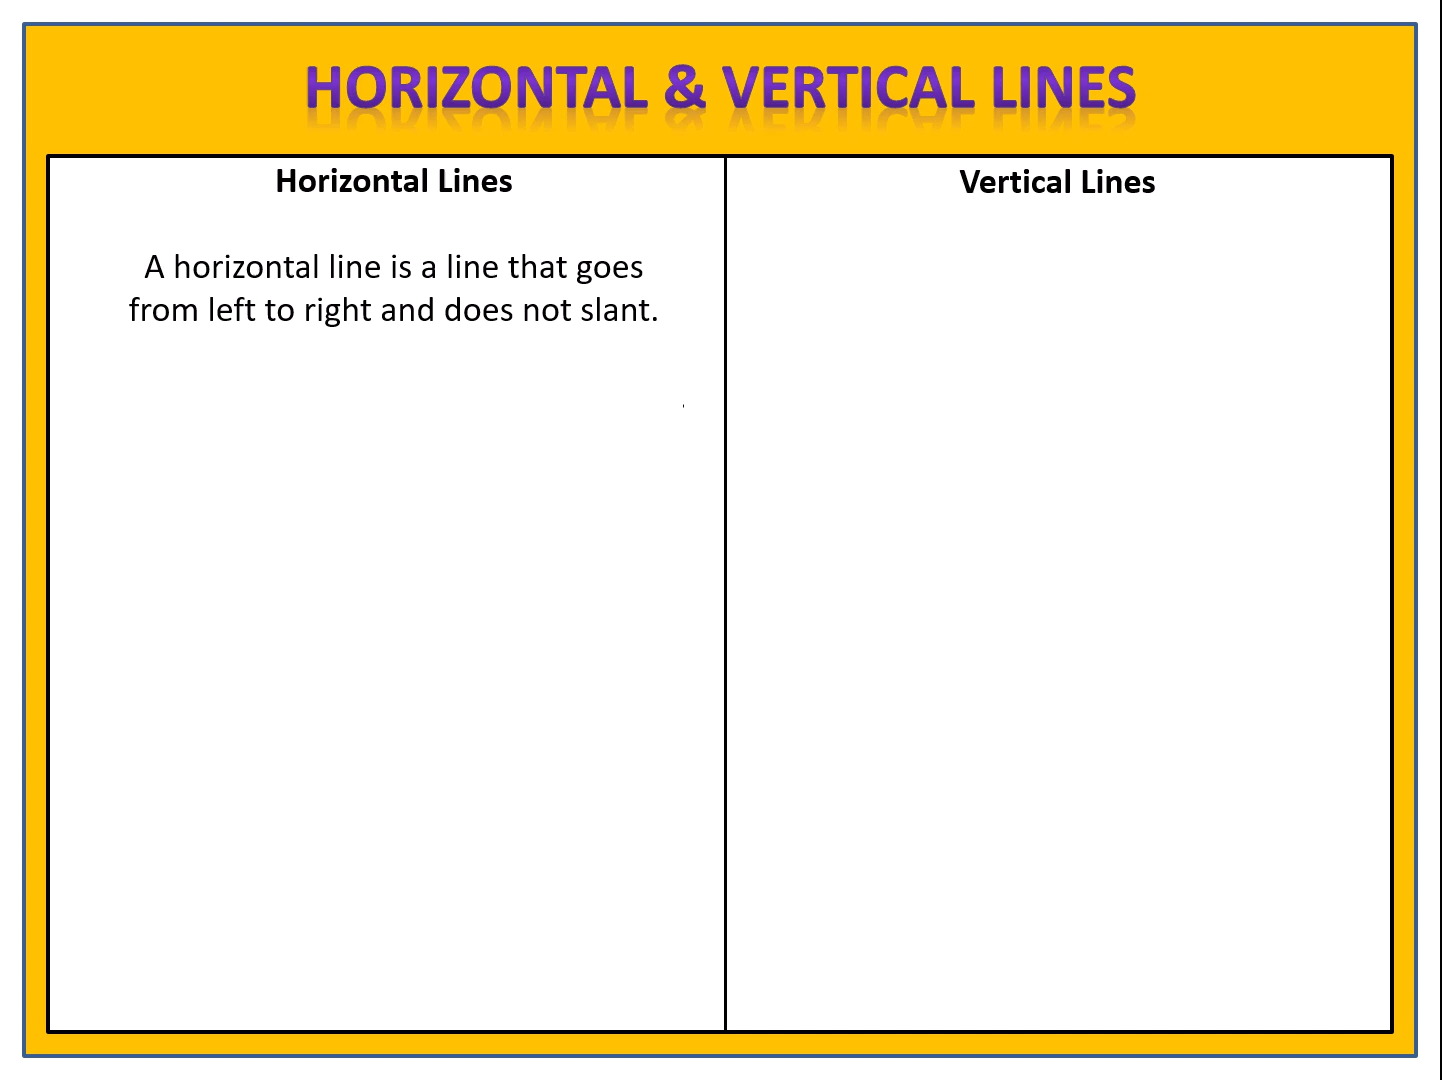 HORIZONTAL & VERTICAL LINES
Horizontal Lines
A horizontal line is a line that goes
from left to right and does not slant.
Vertical Lines